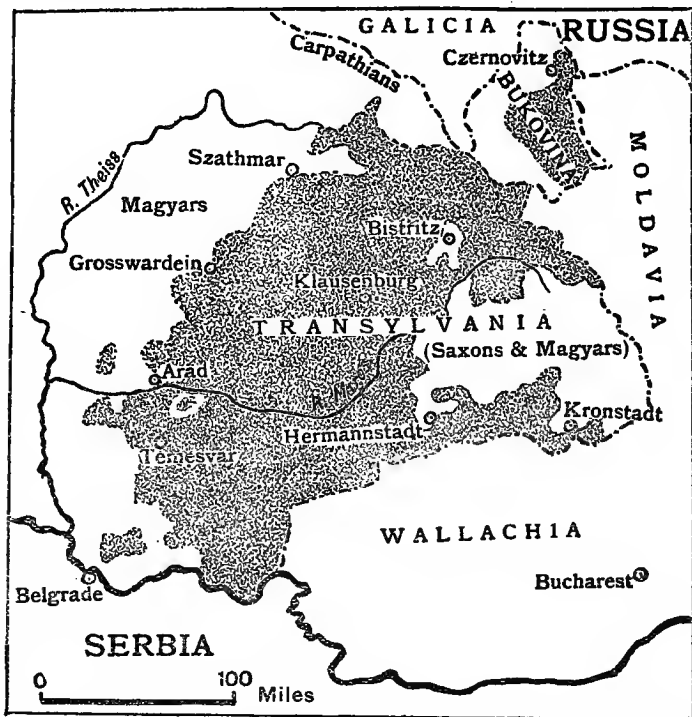 GALICIA
RUSSIA
Carpathians
Czernovitz
BUKOVINA
MOLDAVIA
R. Theiss
Szathmar
Magyars
Bistritz
Grosswardein
Klausenburg
TRANSYLVANIA
(Saxons & Magyars)
Arad
Kronstadt
Hermannstadt
Temesvar
WALLACHIA
Belgrade
Bucharest
SERBIA
0 100 Miles